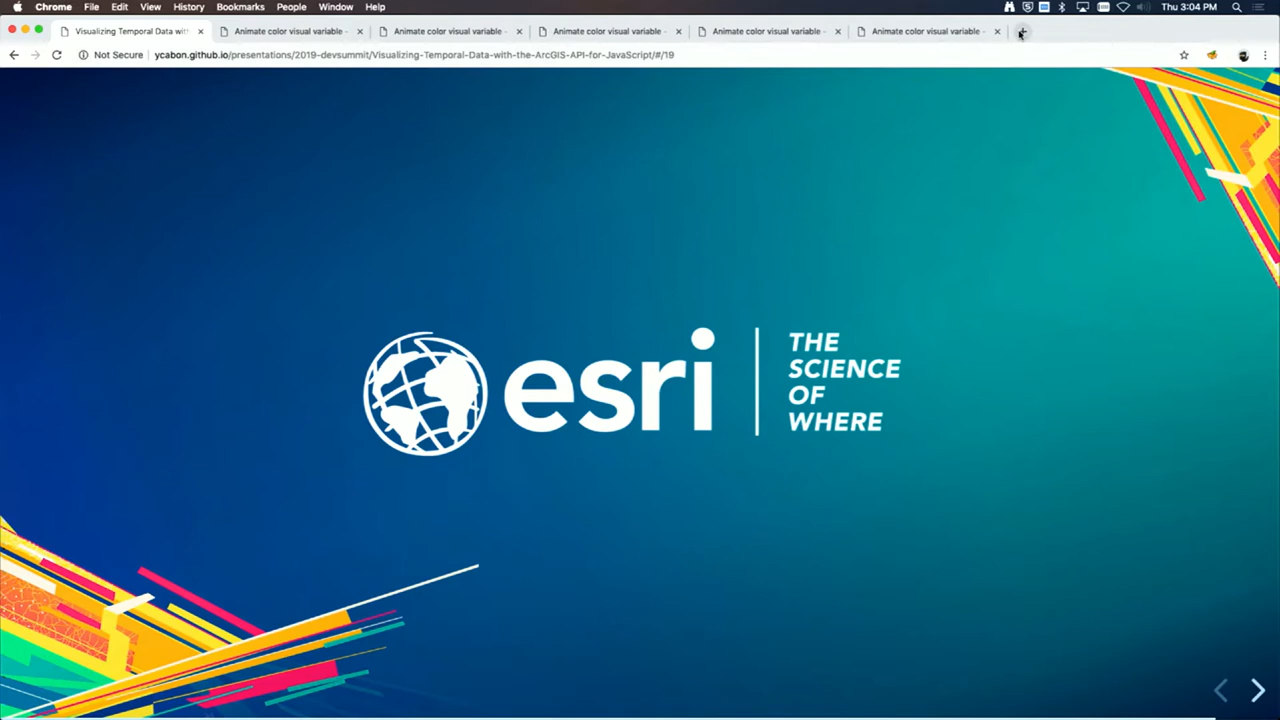 Chrome File Edit View History Bookmarks People Window Help Thu 3:04 PM
Visualizing Temporal Data with Animate color visual variable - Animate color visual variable - Animate color visual variable - Animate color visual variable - Animate color visual variable -
Not Secure ycabon.github.io/presentations/2019-devsummit/Visualizing-Temporal-Data-with-the-ArcGIS-API-for-JavaScript/#/19
esri
THE
SCIENCE
OF
WHERE